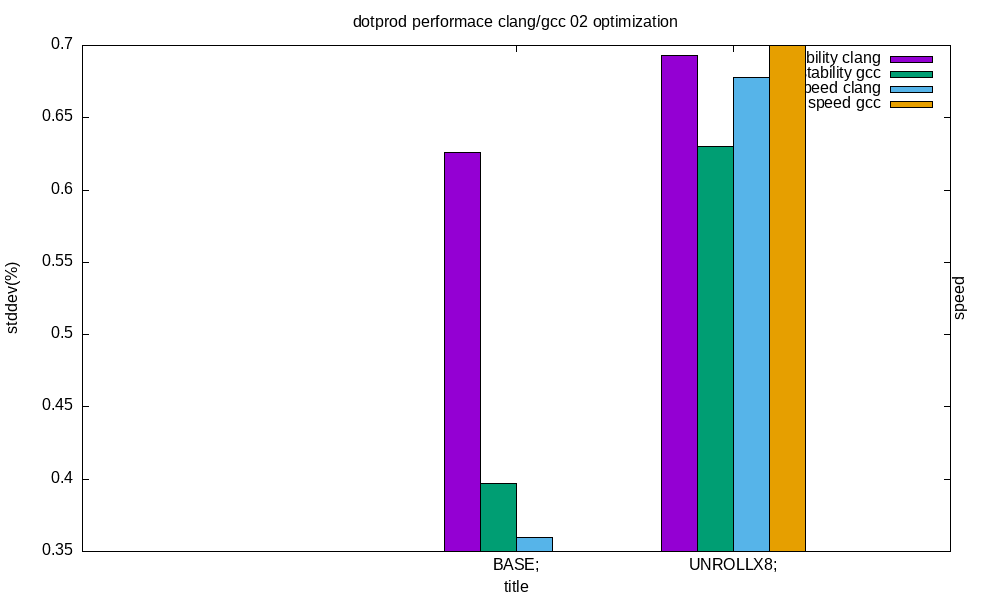 dotprod performace clang/gcc 02 optimization
0.7
0.65
0.6
0.55
0.5
0.45
0.4
0.35
stddev(%)
speed
bility clang
tability gcc
peed clang
speed gcc
BASE;
UNROLLX8;
title